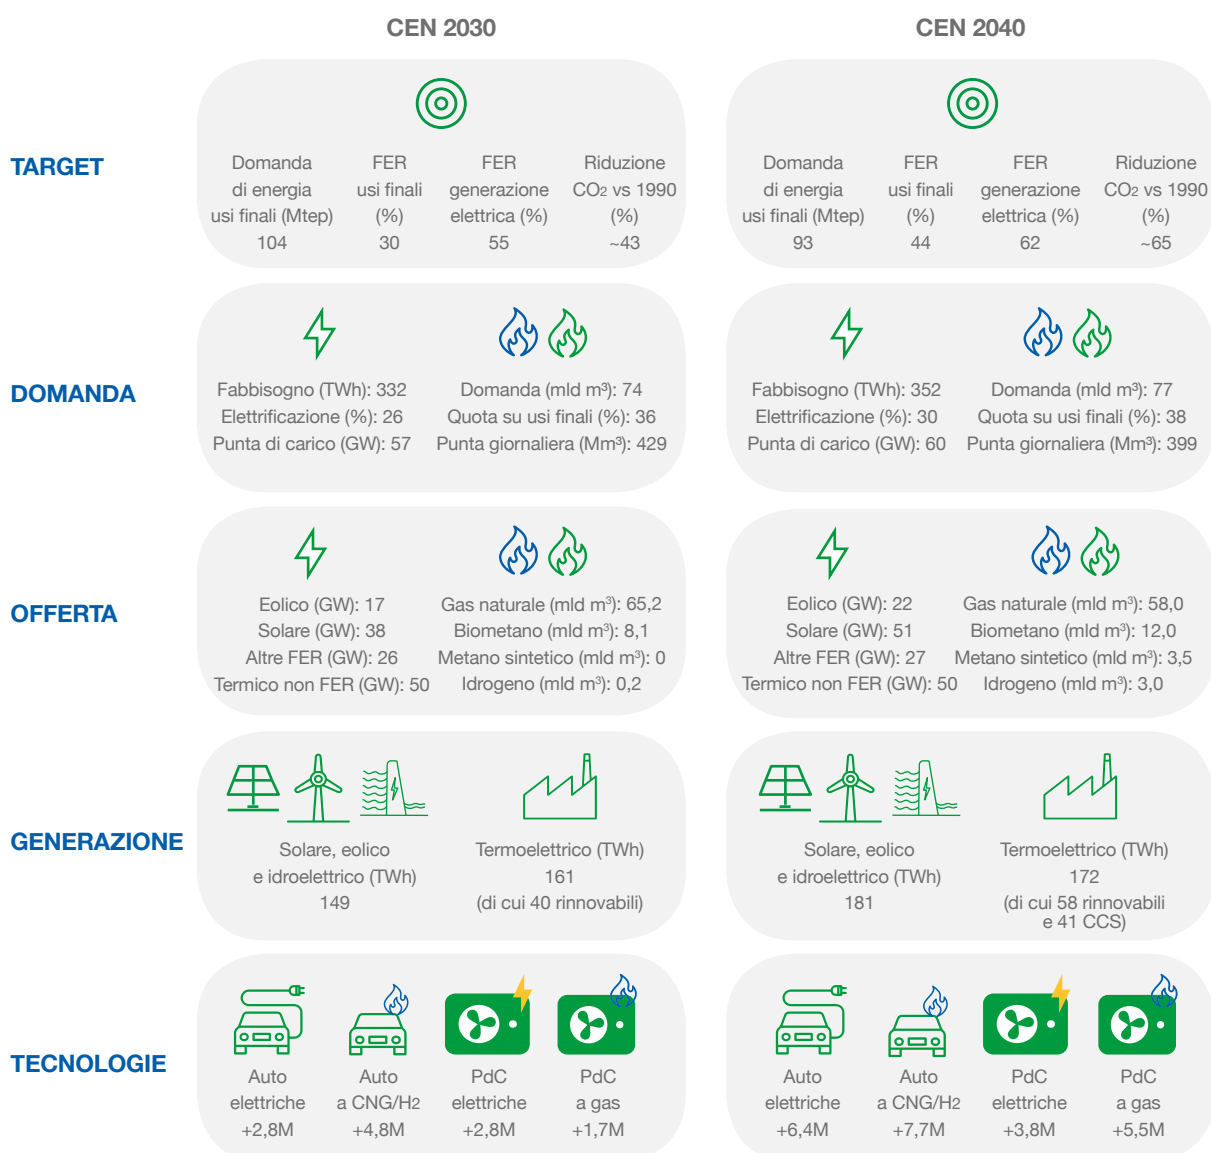 CEN 2030
CEN 2040
TARGET
Domanda
di energia
usi finali (Mtep)
104
FER
usi finali
(%)
30
FER
generazione
elettrica (%)
55
Riduzione
CO2 vs 1990
(%)
~43
Domanda
di energia
usi finali (Mtep)
93
FER
usi finali
(%)
44
FER
generazione
elettrica (%)
62
Riduzione
CO2 vs 1990
(%)
~65
DOMANDA
Fabbisogno (TWh): 332
Elettrificazione (%): 26
Punta di carico (GW): 57
Domanda (mld m³): 74
Quota su usi finali (%): 36
Punta giornaliera (Mm³): 429
Fabbisogno (TWh): 352
Elettrificazione (%): 30
Punta di carico (GW): 60
Domanda (mld m³): 77
Quota su usi finali (%): 38
Punta giornaliera (Mm³): 399
OFFERTA
Eolico (GW): 17
Solare (GW): 38
Altre FER (GW): 26
Termico non FER (GW): 50
Gas naturale (mld m³): 65,2
Biometano (mld m³): 8,1
Metano sintetico (mld m³): 0
Idrogeno (mld m³): 0,2
Eolico (GW): 22
Solare (GW): 51
Altre FER (GW): 27
Termico non FER (GW): 50
Gas naturale (mld m³): 58,0
Biometano (mld m³): 12,0
Metano sintetico (mld m³): 3,5
Idrogeno (mld m³): 3,0
GENERAZIONE
Solare, eolico
e idroelettrico (TWh)
149
Termoelettrico (TWh)
161
(di cui 40 rinnovabili)
Solare, eolico
e idroelettrico (TWh)
181
Termoelettrico (TWh)
172
(di cui 58 rinnovabili
e 41 CCS)
TECNOLOGIE
Auto
elettriche
+2,8M
Auto
a CNG/H2
+4,8M
PdC
elettriche
+2,8M
PdC
a gas
+1,7M
Auto
elettriche
+6,4M
Auto
a CNG/H2
+7,7M
PdC
elettriche
+3,8M
PdC
a gas
+5,5M